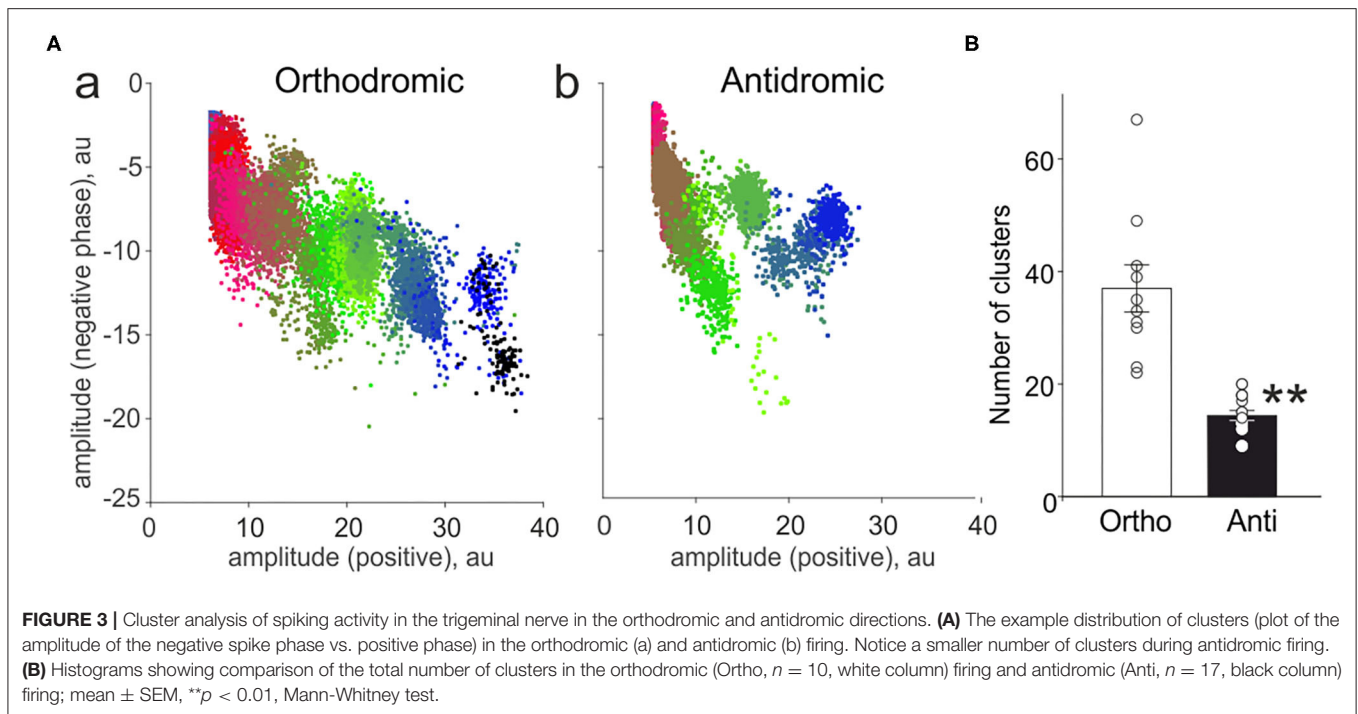 A
B
a
Orthodromic
b
Antidromic
0
-5
-10
-15
-20
-25
amplitude (negative phase), au
0
10
20
30
40
amplitude (positive), au
0
10
20
30
40
amplitude (positive), au
60
40
20
0
Number of clusters
**
Ortho
Anti
FIGURE 3 | Cluster analysis of spiking activity in the trigeminal nerve in the orthodromic and antidromic directions. (A) The example distribution of clusters (plot of the
amplitude of the negative spike phase vs. positive phase) in the orthodromic (a) and antidromic (b) firing. Notice a smaller number of clusters during antidromic firing.
(B) Histograms showing comparison of the total number of clusters in the orthodromic (Ortho, n = 10, white column) firing and antidromic (Anti, n = 17, black column)
firing; mean ± SEM, **p < 0.01, Mann-Whitney test.